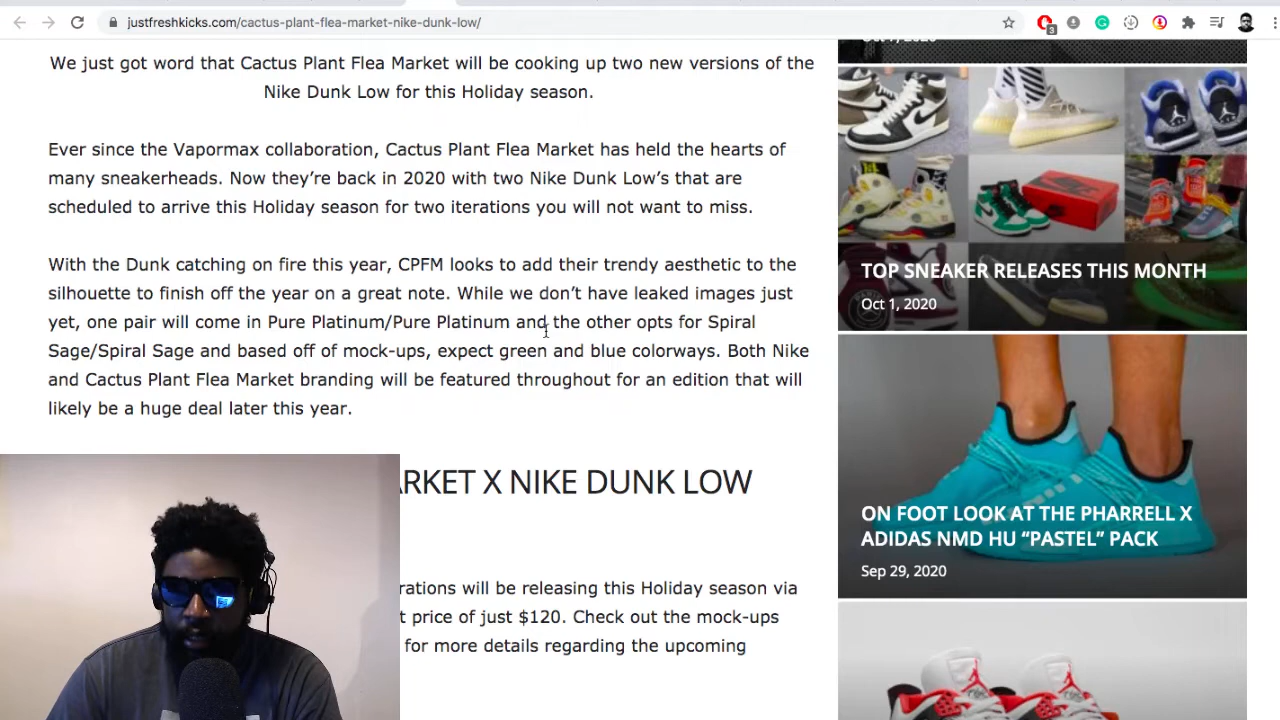 justfreshkicks.com/cactus-plant-flea-market-nike-dunk-low/
3
We just got word that Cactus Plant Flea Market will be cooking up two new versions of the
Nike Dunk Low for this Holiday season.
Ever since the Vapormax collaboration, Cactus Plant Flea Market has held the hearts of
many sneakerheads. Now they’re back in 2020 with two Nike Dunk Low’s that are
scheduled to arrive this Holiday season for two iterations you will not want to miss.
With the Dunk catching on fire this year, CPFM looks to add their trendy aesthetic to the
silhouette to finish off the year on a great note. While we don’t have leaked images just
yet, one pair will come in Pure Platinum/Pure Platinum and the other opts for Spiral
Sage/Spiral Sage and based off of mock-ups, expect green and blue colorways. Both Nike
and Cactus Plant Flea Market branding will be featured throughout for an edition that will
likely be a huge deal later this year.
ARKET X NIKE DUNK LOW
rations will be releasing this Holiday season via
t price of just $120. Check out the mock-ups
for more details regarding the upcoming
TOP SNEAKER RELEASES THIS MONTH
Oct 1, 2020
ON FOOT LOOK AT THE PHARRELL X
ADIDAS NMD HU “PASTEL” PACK
Sep 29, 2020